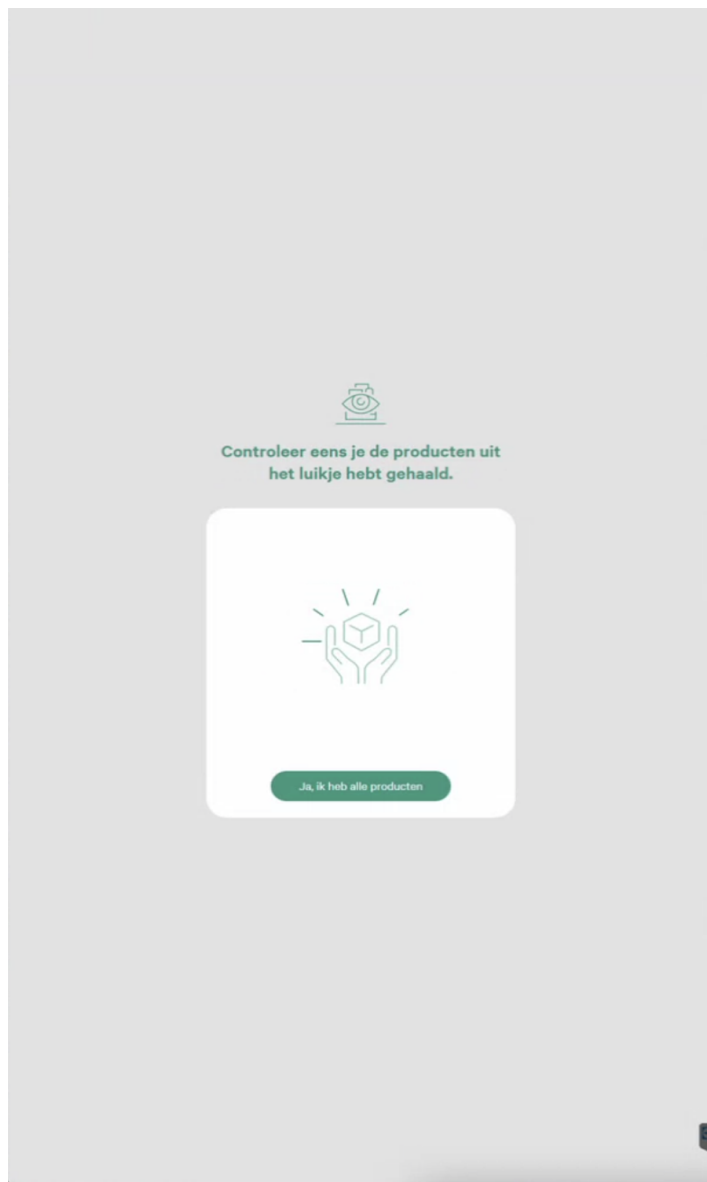 Controleer eens je de producten uit
het luikje hebt gehaald.
Ja, ik heb alle producten